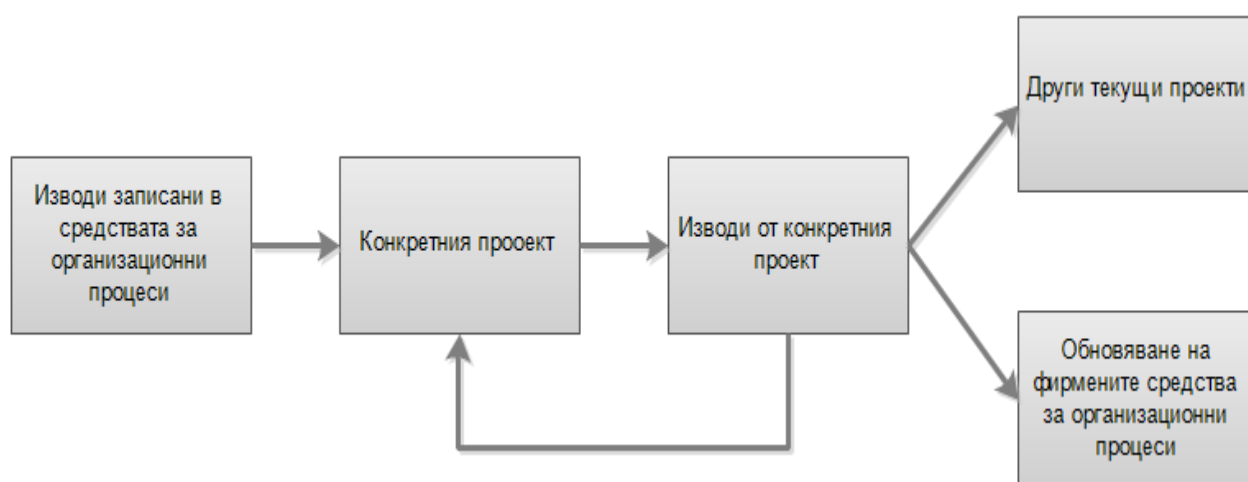 Изводи записани в
средствата за
организационни
процеси
Конкретния прооект
Изводи от конкретния
проект
Други текущи проекти
Обновяване на
фирмените средства
за организационни
процеси